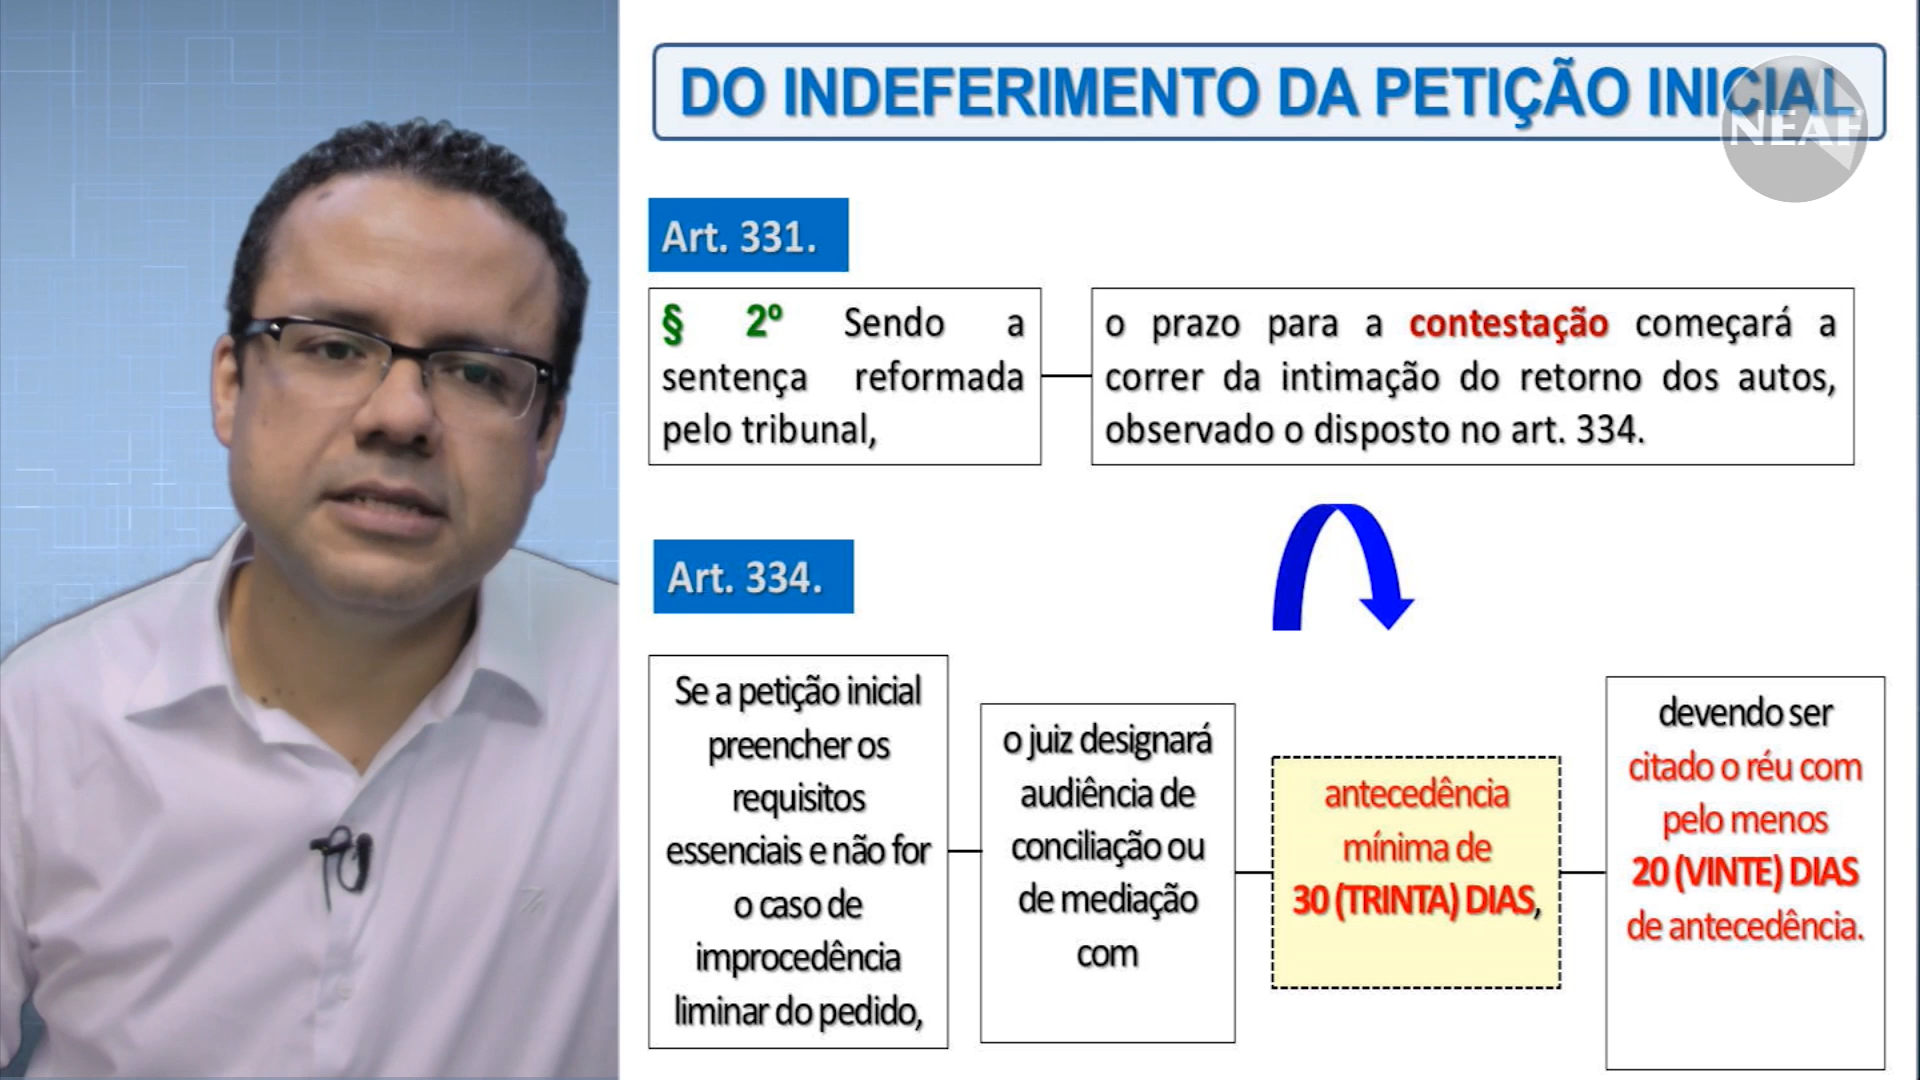 DO INDEFERIMENTO DA PETIÇÃO INICIAL
NEAF
Art. 331.
§ 2º Sendo a
sentença reformada
pelo tribunal,
o prazo para a contestação começará a
correr da intimação do retorno dos autos,
observado o disposto no art. 334.
Art. 334.
Se a petição inicial
preencher os
requisitos
essenciais e não for
o caso de
improcedência
liminar do pedido,
o juiz designará
audiência de
conciliação ou
de mediação
com
antecedência
mínima de
30 (TRINTA) DIAS,
devendo ser
citado o réu com
pelo menos
20 (VINTE) DIAS
de antecedência.